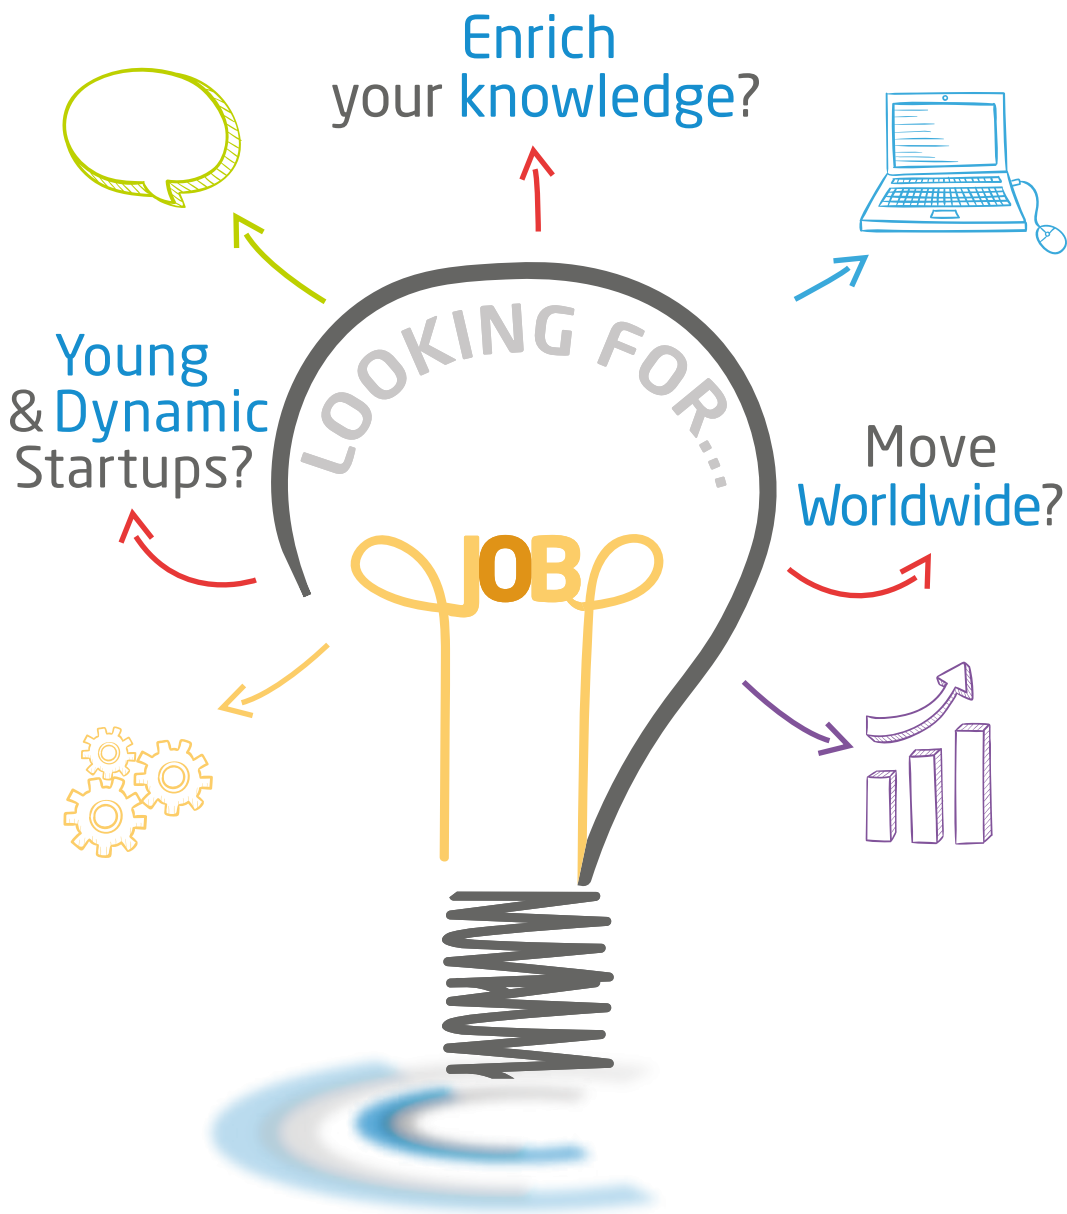 Enrich
your knowledge?
LOOKING FOR...
Young
& Dynamic
Startups?
Move
Worldwide?
JOB